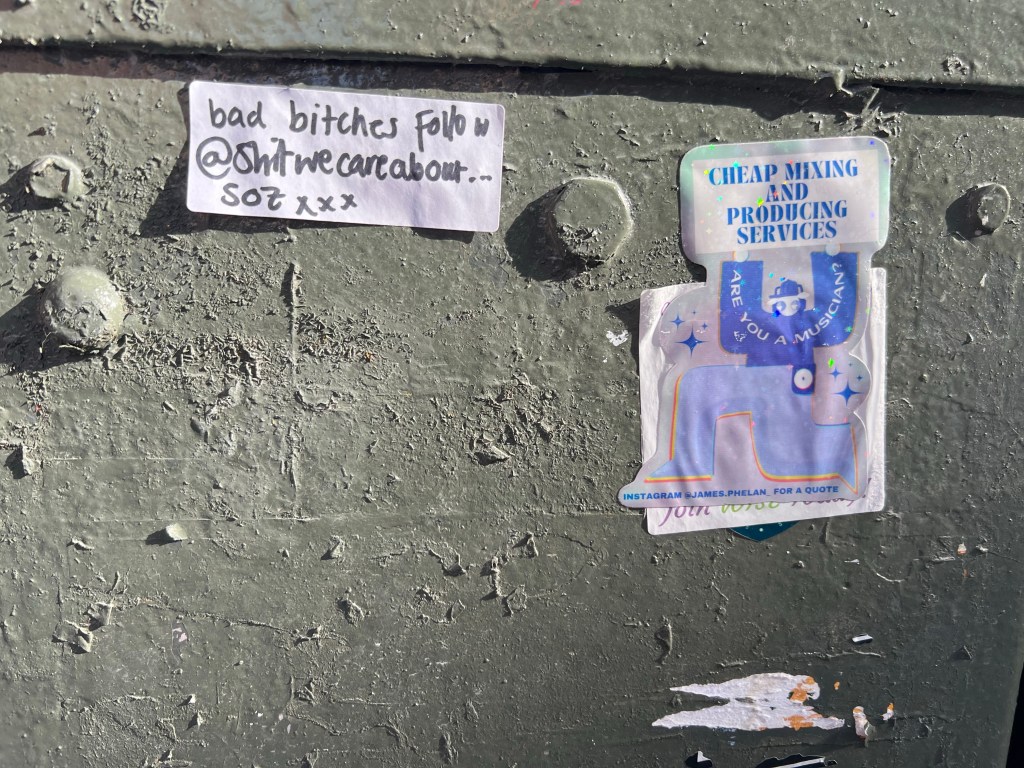 bad bitches follow
@Shitwecareabout...
soz xxx
CHEAP MIXING
AND
PRODUCING
SERVICES
ARE YOU A MUSICIAN?
INSTAGRAM @JAMES.PHELAN_ FOR A QUOTE
Join